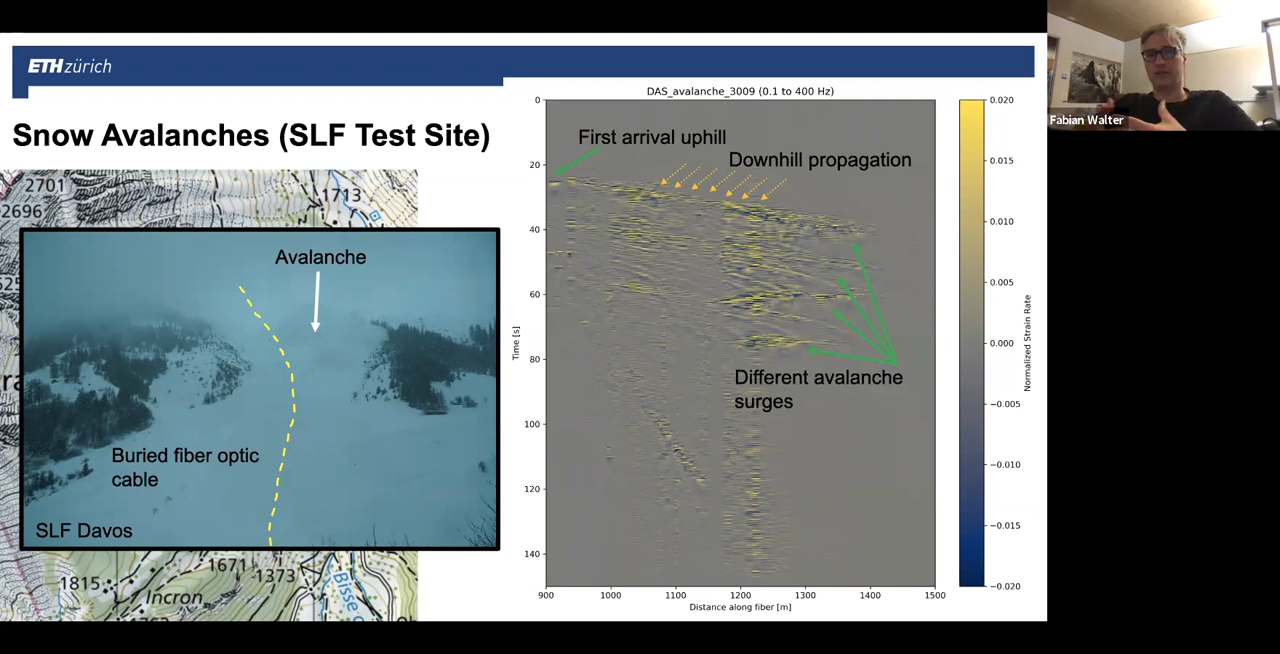 ETH zürich
Snow Avalanches (SLF Test Site)
2701
2696
1713
Avalanche
Buried fiber optic
cable
SLF Davos
1671
1373
1815
Incron
Bisse
DAS_avalanche_3009 (0.1 to 400 Hz)
First arrival uphill
Downhill propagation
Different avalanche
surges
Time [s]
0
20
40
60
80
100
120
140
900
1000
1100
1200
1300
1400
1500
Distance along fiber [m]
0.020
0.015
0.010
0.005
0.000
−0.005
−0.010
−0.015
−0.020
Normalized Strain Rate
Fabian Walter